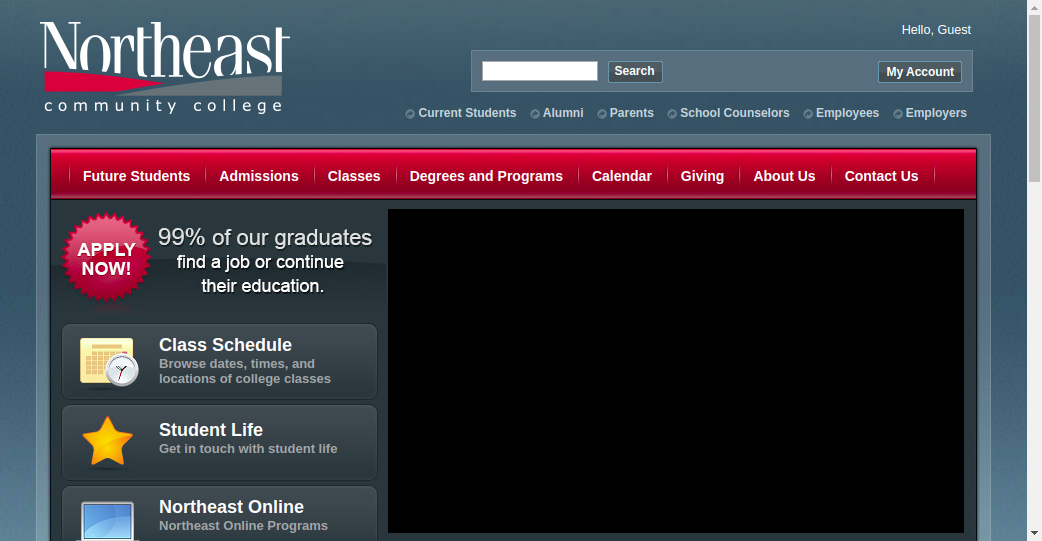 Northeast
community college
Hello, Guest
Search
My Account
Current Students
Alumni
Parents
School Counselors
Employees
Employers
Future Students
Admissions
Classes
Degrees and Programs
Calendar
Giving
About Us
Contact Us
APPLY
NOW!
99% of our graduates
find a job or continue
their education.
Class Schedule
Browse dates, times, and
locations of college classes
Student Life
Get in touch with student life
Northeast Online
Northeast Online Programs